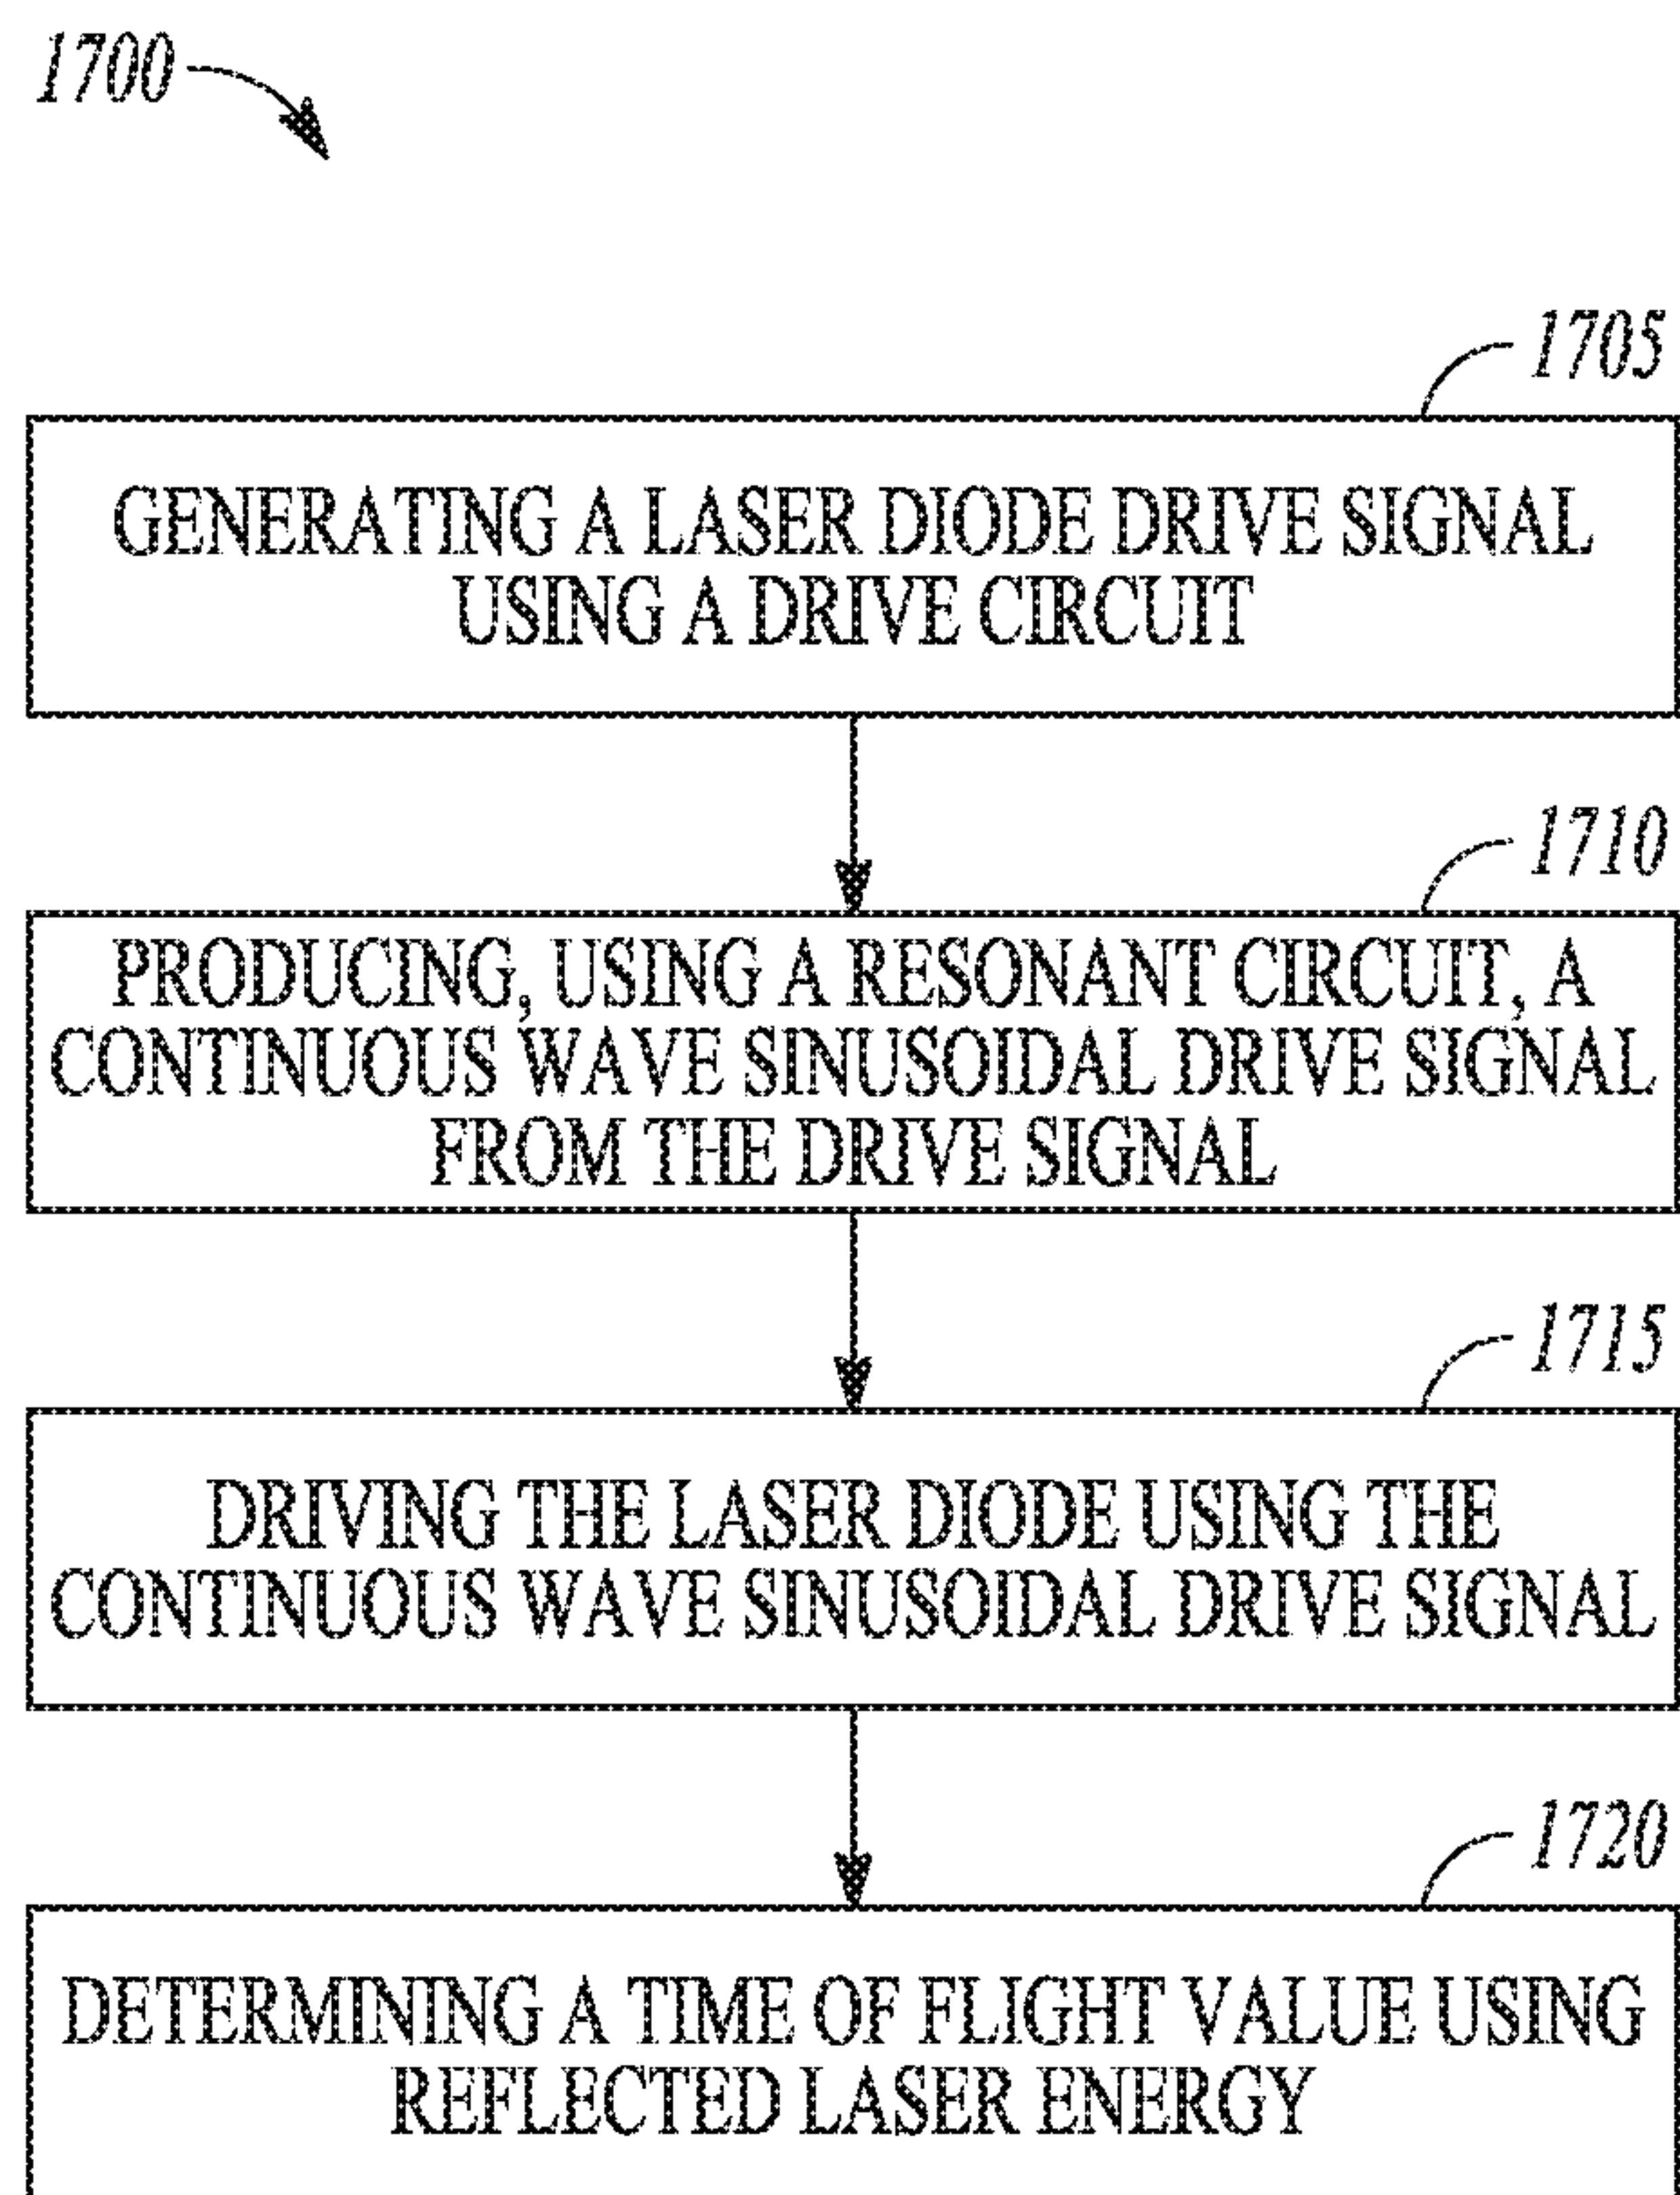 1700
1705
GENERATING A LASER DIODE DRIVE SIGNAL
USING A DRIVE CIRCUIT
1710
PRODUCING, USING A RESONANT CIRCUIT, A
CONTINUOUS WAVE SINUSOIDAL DRIVE SIGNAL
FROM THE DRIVE SIGNAL
1715
DRIVING THE LASER DIODE USING THE
CONTINUOUS WAVE SINUSOIDAL DRIVE SIGNAL
1720
DETERMINING A TIME OF FLIGHT VALUE USING
REFLECTED LASER ENERGY